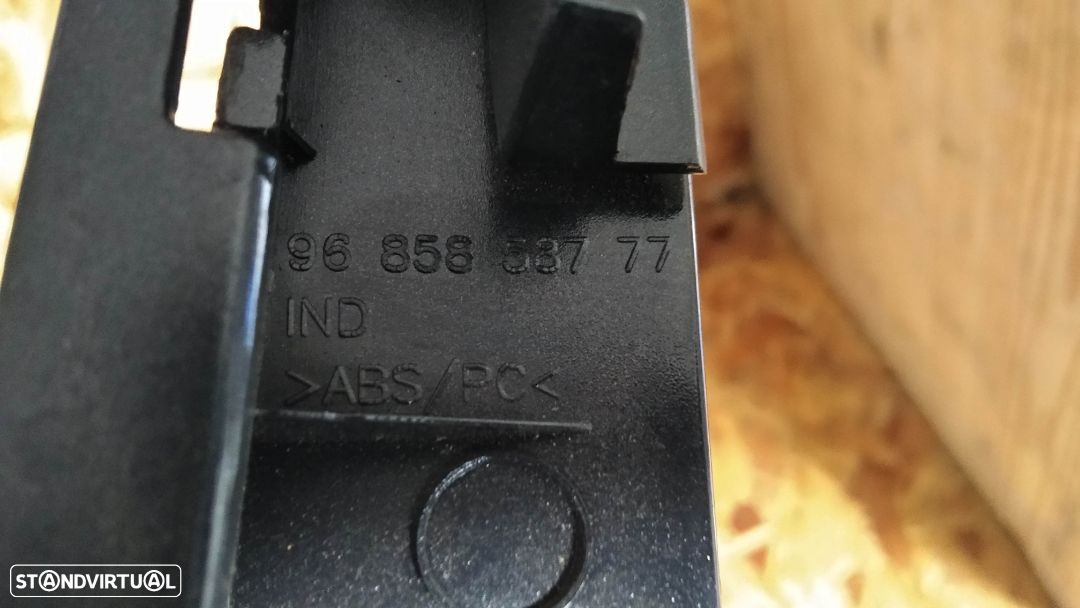 96 858 587 77
IND
>ABS/PC<
STANDVIRTUAL